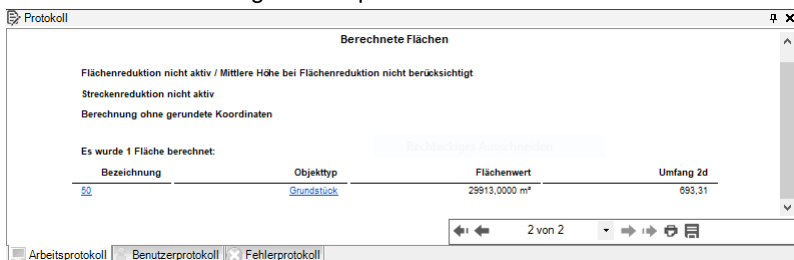 Protokoll
Berechnete Flächen
Flächenreduktion nicht aktiv / Mittlere Höhe bei Flächenreduktion nicht berücksichtigt
Streckenreduktion nicht aktiv
Berechnung ohne gerundete Koordinaten
Es wurde 1 Fläche berechnet:
Bezeichnung Objekttyp Flächenwert Umfang 2d
50 Grundstück 29913,0000 m² 693,31
2 von 2
Arbeitsprotokoll Benutzerprotokoll Fehlerprotokoll